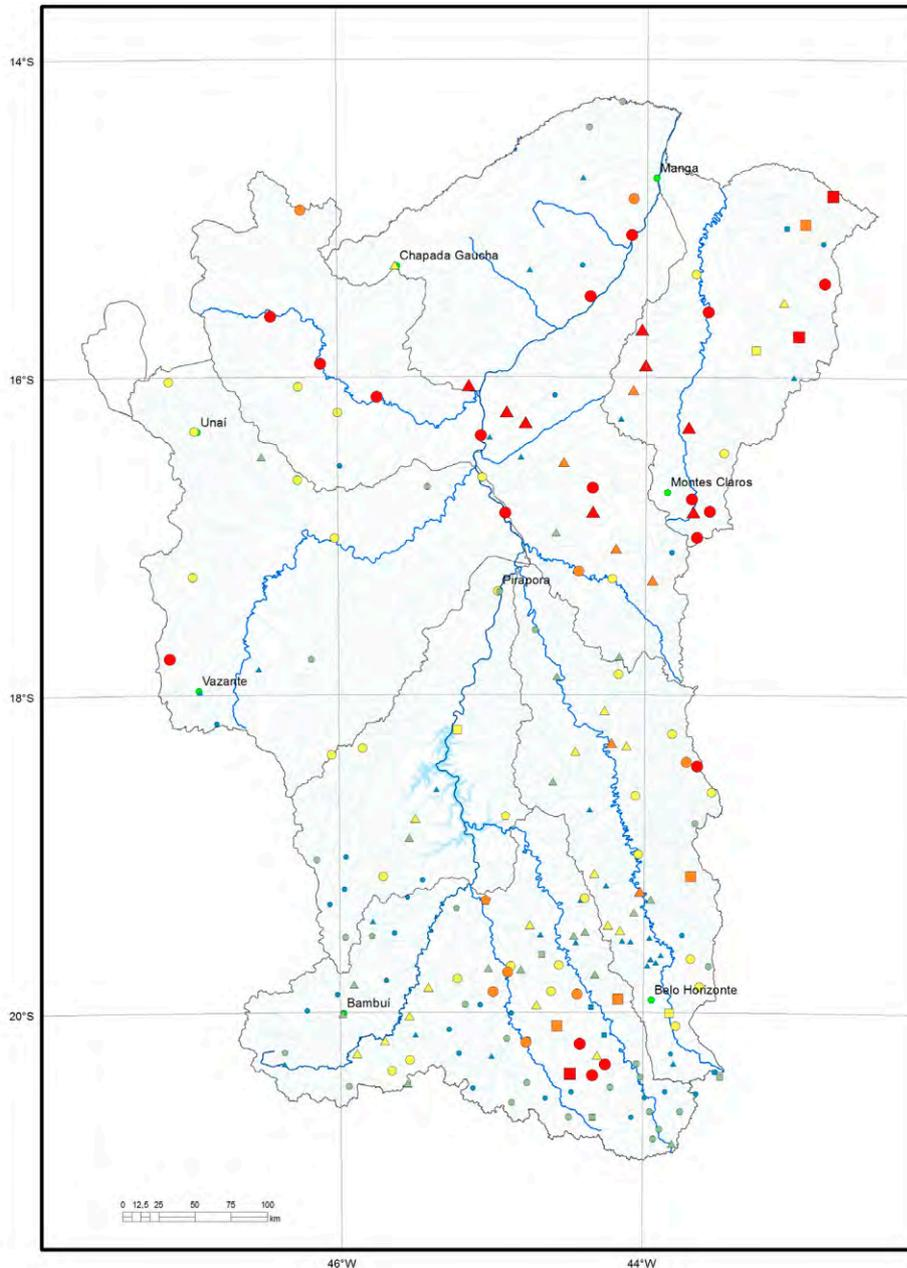 14°S
Manga
Chapada Gaúcha
16°S
Unaí
Montes Claros
Pirapora
Vazante
18°S
Belo Horizonte
Bambuí
20°S
0 12,5 25 50 75 100
km
46°W 44°W